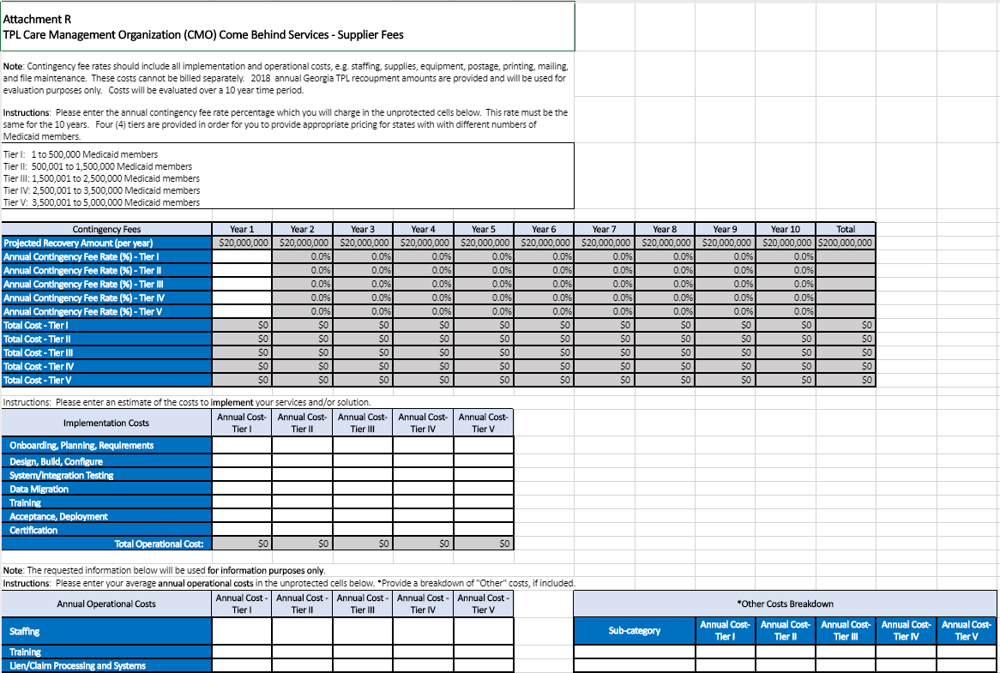 Attachment R
TPL Care Management Organization (CMO) Come Behind Services - Supplier Fees
Note: Contingency fee rates should include all implementation and operational costs, e.g. staffing, supplies, equipment, postage, printing, mailing,
and file maintenance. These costs cannot be billed separately. 2018 annual Georgia TPL recoupment amounts are provided and will be used for
evaluation purposes only. Costs will be evaluated over a 10 year time period.
Instructions: Please enter the annual contingency fee rate percentage which you will charge in the unprotected cells below. This rate must be the
same for the 10 years. Four (4) tiers are provided in order for you to provide appropriate pricing for states with with different numbers of
Medicaid members.
Tier I: 1 to 500,000 Medicaid members
Tier II: 500,001 to 1,500,000 Medicaid members
Tier III: 1,500,001 to 2,500,000 Medicaid members
Tier IV: 2,500,001 to 3,500,000 Medicaid members
Tier V: 3,500,001 to 5,000,000 Medicaid members
Contingency Fees Year 1 Year 2 Year 3 Year 4 Year 5 Year 6 Year 7 Year 8 Year 9 Year 10 Total
Projected Recovery Amount (per year) $20,000,000 $20,000,000 $20,000,000 $20,000,000 $20,000,000 $20,000,000 $20,000,000 $20,000,000 $20,000,000 $20,000,000 $200,000,000
Annual Contingency Fee Rate (%) - Tier I 0.0% 0.0% 0.0% 0.0% 0.0% 0.0% 0.0% 0.0% 0.0%
Annual Contingency Fee Rate (%) - Tier II 0.0% 0.0% 0.0% 0.0% 0.0% 0.0% 0.0% 0.0% 0.0%
Annual Contingency Fee Rate (%) - Tier III 0.0% 0.0% 0.0% 0.0% 0.0% 0.0% 0.0% 0.0% 0.0%
Annual Contingency Fee Rate (%) - Tier IV 0.0% 0.0% 0.0% 0.0% 0.0% 0.0% 0.0% 0.0% 0.0%
Annual Contingency Fee Rate (%) - Tier V 0.0% 0.0% 0.0% 0.0% 0.0% 0.0% 0.0% 0.0% 0.0%
Total Cost - Tier I $0 $0 $0 $0 $0 $0 $0 $0 $0 $0 $0
Total Cost - Tier II $0 $0 $0 $0 $0 $0 $0 $0 $0 $0 $0
Total Cost - Tier III $0 $0 $0 $0 $0 $0 $0 $0 $0 $0 $0
Total Cost - Tier IV $0 $0 $0 $0 $0 $0 $0 $0 $0 $0 $0
Total Cost - Tier V $0 $0 $0 $0 $0 $0 $0 $0 $0 $0 $0
Instructions: Please enter an estimate of the costs to implement your services and/or solution.
Implementation Costs Annual Cost- Tier I Annual Cost- Tier II Annual Cost- Tier III Annual Cost- Tier IV Annual Cost- Tier V
Onboarding, Planning, Requirements
Design, Build, Configure
System/Integration Testing
Data Migration
Training
Acceptance, Deployment
Certification
Total Operational Cost: $0 $0 $0 $0 $0
Note: The requested information below will be used for information purposes only.
Instructions: Please enter your average annual operational costs in the unprotected cells below. *Provide a breakdown of "Other" costs, if included.
Annual Operational Costs Annual Cost - Tier I Annual Cost - Tier II Annual Cost - Tier III Annual Cost - Tier IV Annual Cost - Tier V
Staffing
Training
Lien/Claim Processing and Systems
*Other Costs Breakdown
Sub-category Annual Cost- Tier I Annual Cost- Tier II Annual Cost- Tier III Annual Cost- Tier IV Annual Cost- Tier V